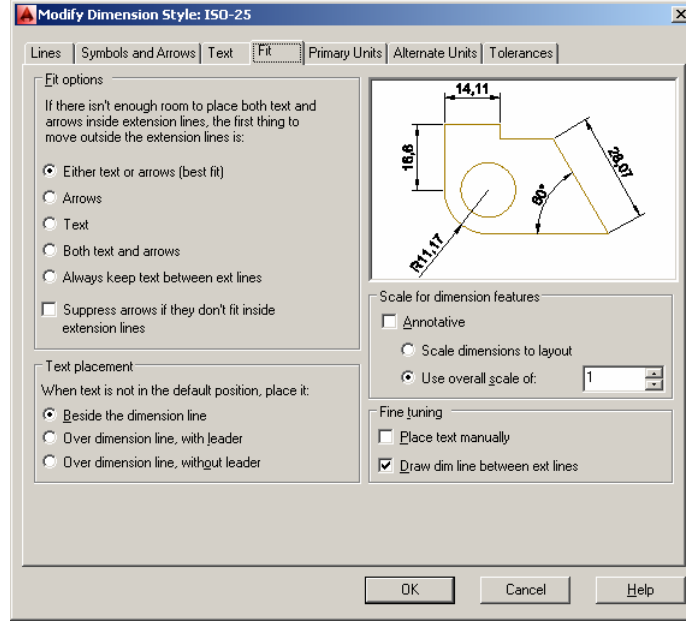 Modify Dimension Style: ISO-25
Lines
Symbols and Arrows
Text
Fit
Primary Units
Alternate Units
Tolerances
Fit options
If there isn't enough room to place both text and
arrows inside extension lines, the first thing to
move outside the extension lines is:
Either text or arrows (best fit)
Arrows
Text
Both text and arrows
Always keep text between ext lines
Suppress arrows if they don't fit inside
extension lines
Text placement
When text is not in the default position, place it:
Beside the dimension line
Over dimension line, with leader
Over dimension line, without leader
14,11
16,6
28,07
60°
R11,17
Scale for dimension features
Annotative
Scale dimensions to layout
Use overall scale of:
1
Fine tuning
Place text manually
Draw dim line between ext lines
OK
Cancel
Help